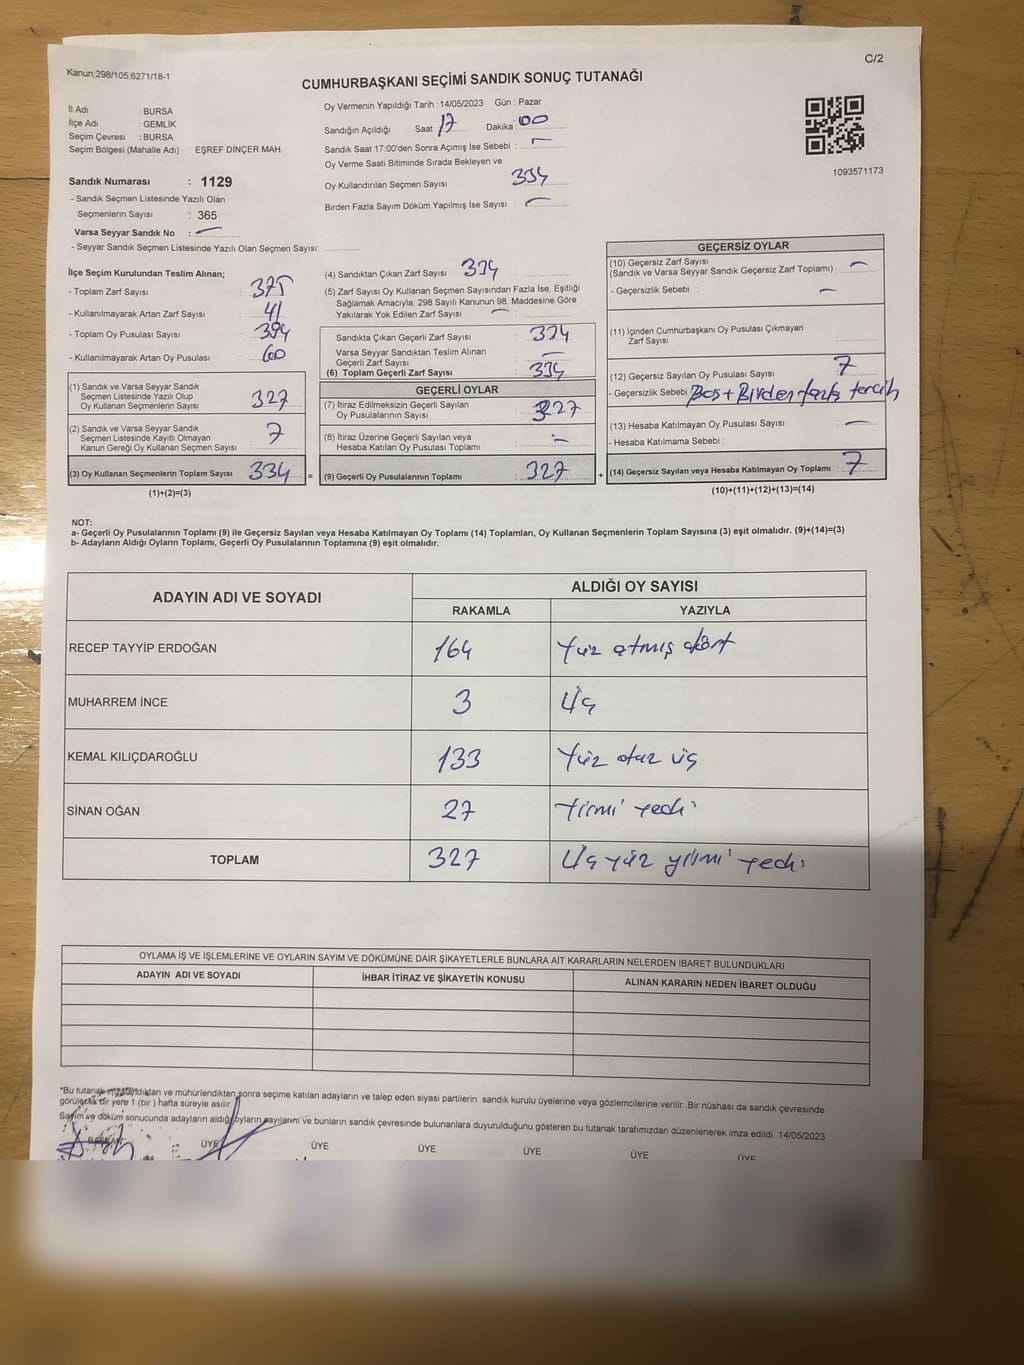 Kanun;298/105;6271/18-1
C/2
CUMHURBAŞKANI SEÇİMİ SANDIK SONUÇ TUTANAĞI
İl Adı : BURSA
İlçe Adı : GEMLİK
Seçim Çevresi : BURSA
Seçim Bölgesi (Mahalle Adı) : EŞREF DİNÇER MAH
Sandık Numarası : 1129
- Sandık Seçmen Listesinde Yazılı Olan
Seçmenlerin Sayısı : 365
Varsa Seyyar Sandık No : —
- Seyyar Sandık Seçmen Listesinde Yazılı Olan Seçmen Sayısı:
Oy Vermenin Yapıldığı Tarih :14/05/2023 Gün : Pazar
Sandığın Açıldığı Saat 17 Dakika : 00
Sandık Saat 17:00'den Sonra Açımış İse Sebebi : —
Oy Verme Saati Bitiminde Sırada Bekleyen ve
Oy Kullandırılan Seçmen Sayısı 334
Birden Fazla Sayım Döküm Yapılmış İse Sayısı : —
1093571173
İlçe Seçim Kurulundan Teslim Alınan;
- Toplam Zarf Sayısı : 375
- Kullanılmayarak Artan Zarf Sayısı : 41
- Toplam Oy Pusulası Sayısı : 394
- Kullanılmayarak Artan Oy Pusulası : 60
(1) Sandık ve Varsa Seyyar Sandık
Seçmen Listesinde Yazılı Olup
Oy Kullanan Seçmenlerin Sayısı : 327
(2) Sandık ve Varsa Seyyar Sandık
Seçmen Listesinde Kayıtlı Olmayan
Kanun Gereği Oy Kullanan Seçmen Sayısı : 7
(3) Oy Kullanan Seçmenlerin Toplam Sayısı : 334 =
(1)+(2)=(3)
(4) Sandıktan Çıkan Zarf Sayısı : 334
(5) Zarf Sayısı Oy Kullanan Seçmen Sayısından Fazla İse, Eşitliği
Sağlamak Amacıyla; 298 Sayılı Kanunun 98. Maddesine Göre
Yakılarak Yok Edilen Zarf Sayısı : —
Sandıkta Çıkan Geçerli Zarf Sayısı : 334
Varsa Seyyar Sandıktan Teslim Alınan
Geçerli Zarf Sayısı : —
(6) Toplam Geçerli Zarf Sayısı : 334
GEÇERLİ OYLAR
(7) İtiraz Edilmeksizin Geçerli Sayılan
Oy Pusulalarının Sayısı : 327
(8) İtiraz Üzerine Geçerli Sayılan veya
Hesaba Katılan Oy Pusulası Toplamı : —
(9) Geçerli Oy Pusulalarının Toplamı : 327 +
GEÇERSİZ OYLAR
(10) Geçersiz Zarf Sayısı
(Sandık ve Varsa Seyyar Sandık Geçersiz Zarf Toplamı) : —
- Geçersizlik Sebebi : —
(11) İçinden Cumhurbaşkanı Oy Pusulası Çıkmayan
Zarf Sayısı :
(12) Geçersiz Sayılan Oy Pusulası Sayısı : 7
- Geçersizlik Sebebi : Boş + Birden fazla tercih
(13) Hesaba Katılmayan Oy Pusulası Sayısı : —
- Hesaba Katılmama Sebebi :
(14) Geçersiz Sayılan veya Hesaba Katılmayan Oy Toplamı : 7
(10)+(11)+(12)+(13)=(14)
NOT:
a- Geçerli Oy Pusulalarının Toplamı (9) ile Geçersiz Sayılan veya Hesaba Katılmayan Oy Toplamı (14) Toplamları, Oy Kullanan Seçmenlerin Toplam Sayısına (3) eşit olmalıdır. (9)+(14)=(3)
b- Adayların Aldığı Oyların Toplamı, Geçerli Oy Pusulalarının Toplamına (9) eşit olmalıdır.
ADAYIN ADI VE SOYADI ALDIĞI OY SAYISI
RAKAMLA YAZIYLA
RECEP TAYYİP ERDOĞAN 164 Yüz atmış dört
MUHARREM İNCE 3 Üç
KEMAL KILIÇDAROĞLU 133 Yüz otuz üç
SİNAN OĞAN 27 Yirmi yedi
TOPLAM 327 Üç yüz yirmi yedi
OYLAMA İŞ VE İŞLEMLERİNE VE OYLARIN SAYIM VE DÖKÜMÜNE DAİR ŞİKAYETLERLE BUNLARA AİT KARARLARIN NELERDEN İBARET BULUNDUKLARI
ADAYIN ADI VE SOYADI İHBAR İTİRAZ VE ŞİKAYETİN KONUSU ALINAN KARARIN NEDEN İBARET OLDUĞU
"Bu tutanak imzalandıktan ve mühürlendikten sonra seçime katılan adayların ve talep eden siyasi partilerin sandık kurulu üyelerine veya gözlemcilerine verilir .Bir nüshası da sandık çevresinde
görülecek bir yere 1 (bir ) hafta süreyle asılır.
Sayım ve döküm sonucunda adayların aldığı oyların sayılarını ve bunların sandık çevresinde bulunanlara duyurulduğunu gösteren bu tutanak tarafımızdan düzenlenerek imza edildi. 14/05/2023
BAŞKAN ÜYE ÜYE ÜYE ÜYE ÜYE ÜYE